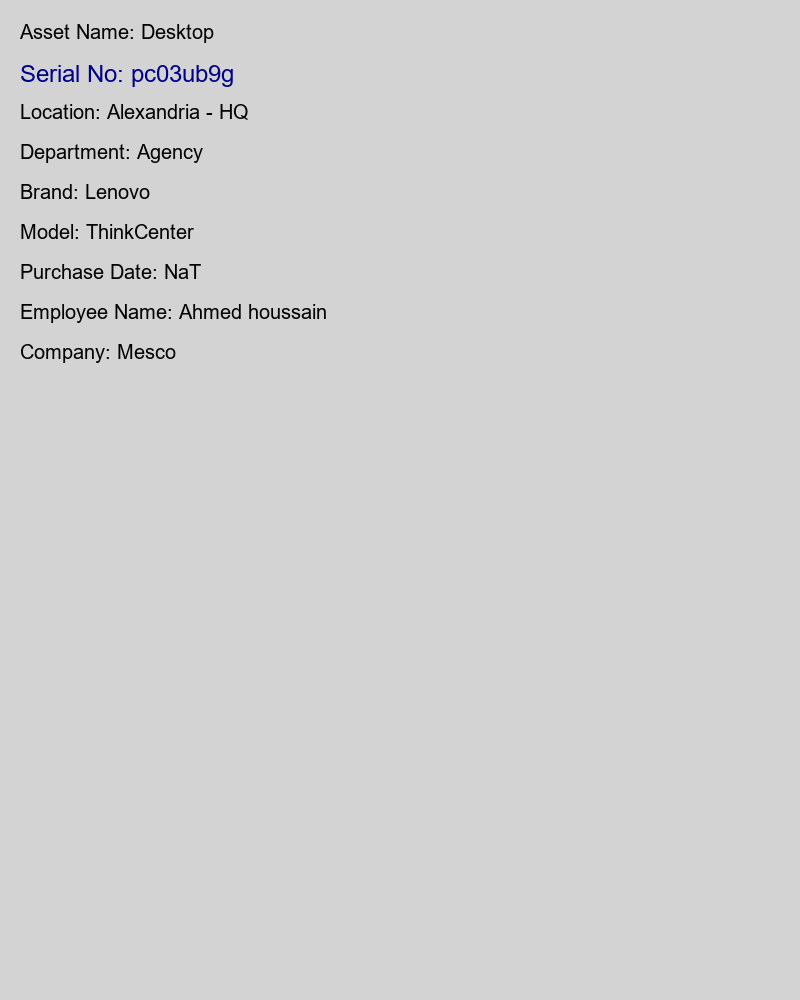 Asset Name: Desktop
Serial No: pc03ub9g
Location: Alexandria - HQ
Department: Agency
Brand: Lenovo
Model: ThinkCenter
Purchase Date: NaT
Employee Name: Ahmed houssain
Company: Mesco